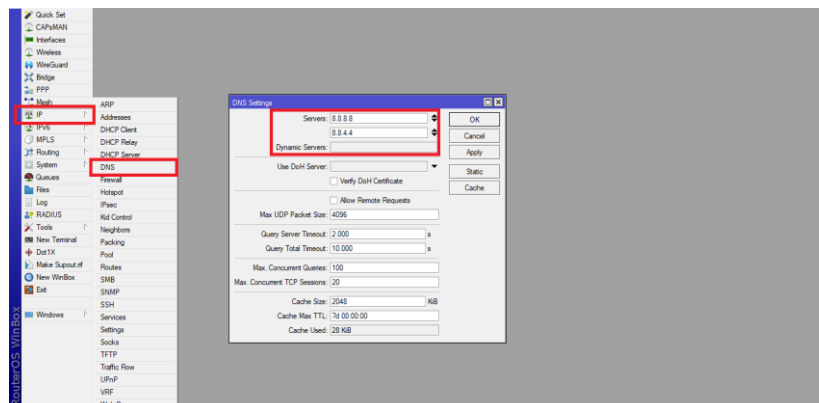 Quick Set
CAPsMAN
Interfaces
Wireless
WireGuard
Bridge
PPP
Mesh
IP
IPv6
MPLS
Routing
System
Queues
Files
Log
RADIUS
Tools
New Terminal
Dot1X
Make Supout.rif
New WinBox
Exit
Windows
RouterOS WinBox
ARP
Addresses
DHCP Client
DHCP Relay
DHCP Server
DNS
Firewall
Hotspot
IPsec
Kid Control
Neighbors
Packing
Pool
Routes
SMB
SNMP
SSH
Services
Settings
Socks
TFTP
Traffic Flow
UPnP
VRF
DNS Settings
Servers: 8.8.8.8
8.8.4.4
Dynamic Servers:
Use DoH Server:
Verify DoH Certificate
Allow Remote Requests
Max UDP Packet Size: 4096
Query Server Timeout: 2.000 s
Query Total Timeout: 10.000 s
Max. Concurrent Queries: 100
Max. Concurrent TCP Sessions: 20
Cache Size: 2048 KiB
Cache Max TTL: 7d 00:00:00
Cache Used: 28 KiB
OK
Cancel
Apply
Static
Cache